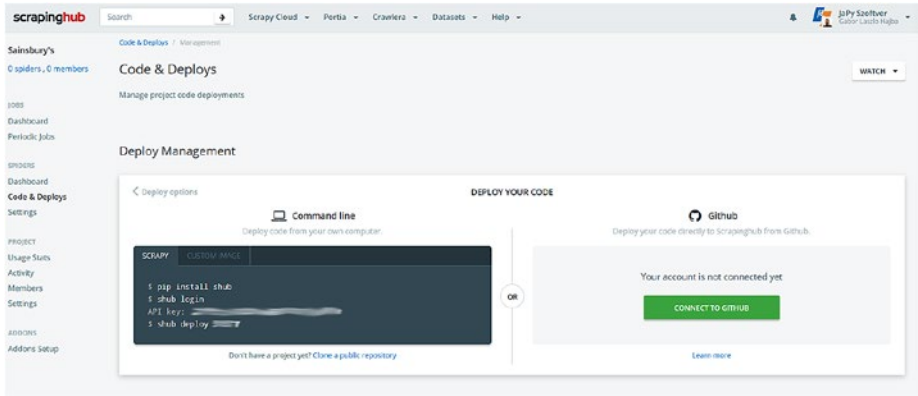 scrapinghub
Search
Scrapy Cloud
Portia
Crawlera
Datasets
Help
JaPy Szoftver
Gabor Laszlo Hajba
Sainsbury's
0 spiders, 0 members
JOBS
Dashboard
Periodic Jobs
SPIDERS
Dashboard
Code & Deploys
Settings
PROJECT
Usage Stats
Activity
Members
Settings
ADDONS
Addons Setup
Code & Deploys / Management
Code & Deploys
WATCH
Manage project code deployments
Deploy Management
Deploy options
DEPLOY YOUR CODE
Command line
Deploy code from your own computer.
SCRAPY
CUSTOM IMAGE
$ pip install shub
$ shub login
API key:
$ shub deploy
Don't have a project yet? Clone a public repository
OR
Github
Deploy your code directly to Scrapinghub from Github.
Your account is not connected yet
CONNECT TO GITHUB
Learn more